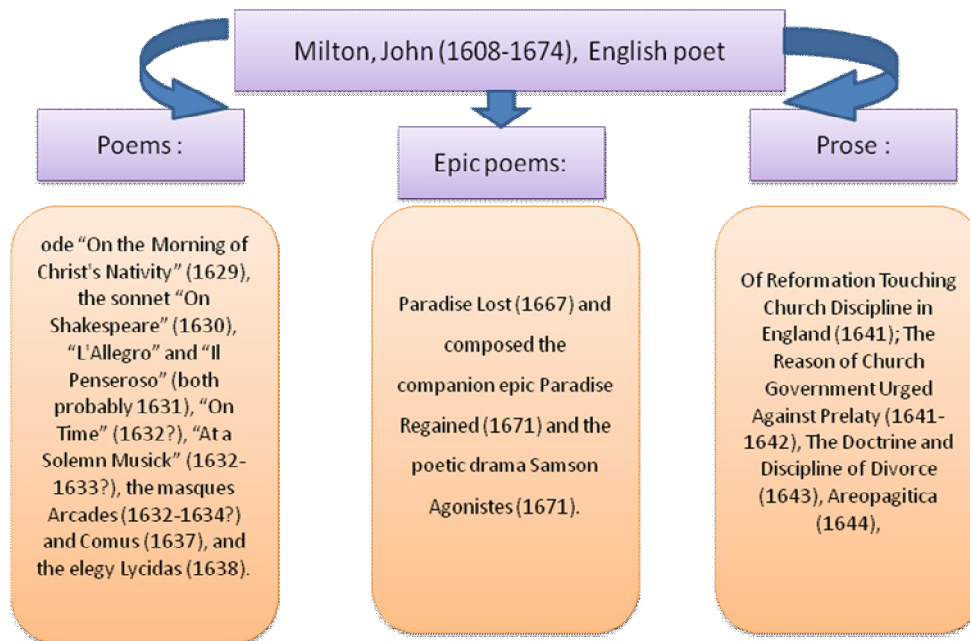 Milton, John (1608-1674), English poet
Poems :
ode “On the Morning of
Christ's Nativity” (1629),
the sonnet “On
Shakespeare” (1630),
“L'Allegro” and “Il
Penseroso” (both
probably 1631), “On
Time” (1632?), “At a
Solemn Musick” (1632-
1633?), the masques
Arcades (1632-1634?)
and Comus (1637), and
the elegy Lycidas (1638).
Epic poems:
Paradise Lost (1667) and
composed the
companion epic Paradise
Regained (1671) and the
poetic drama Samson
Agonistes (1671).
Prose :
Of Reformation Touching
Church Discipline in
England (1641); The
Reason of Church
Government Urged
Against Prelaty (1641-
1642), The Doctrine and
Discipline of Divorce
(1643), Areopagitica
(1644),